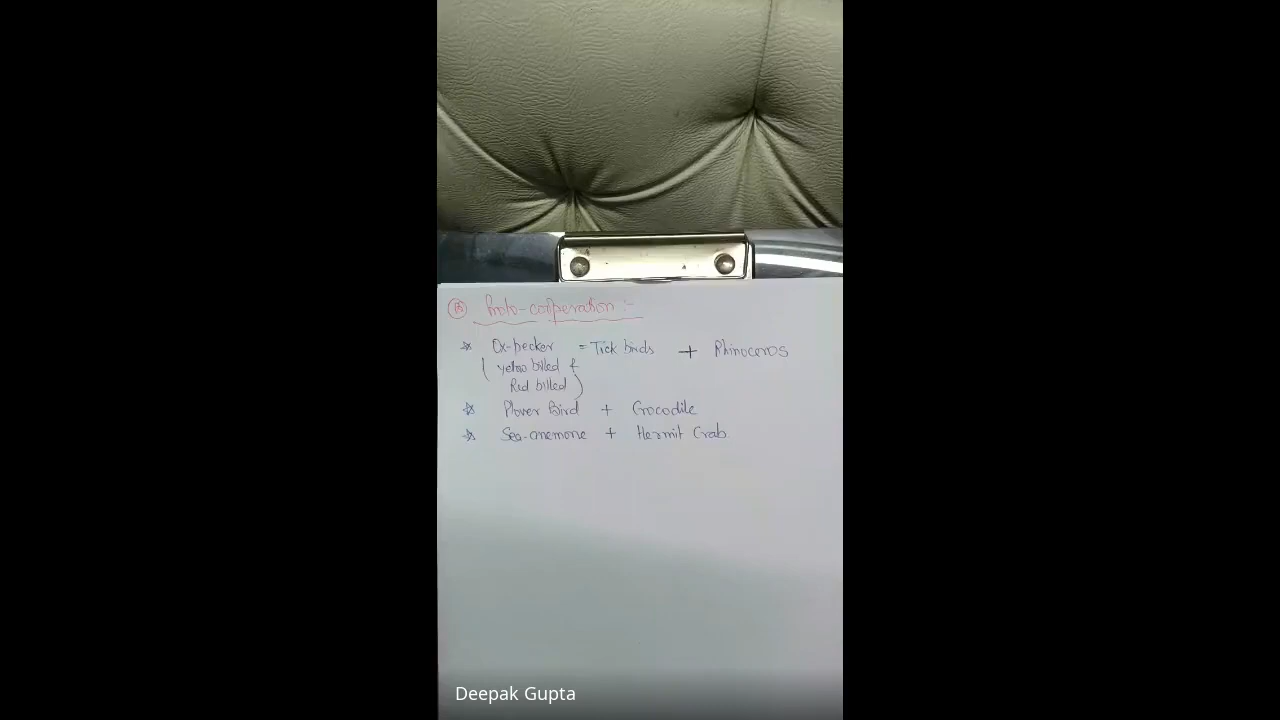 Proto-cooperation :-
☆ Ox-pecker = Tick birds + Rhinoceros
( yellow billed &
Red billed )
☆ Plover Bird + Crocodile
☆ Sea-anemone + Hermit Crab
Deepak Gupta